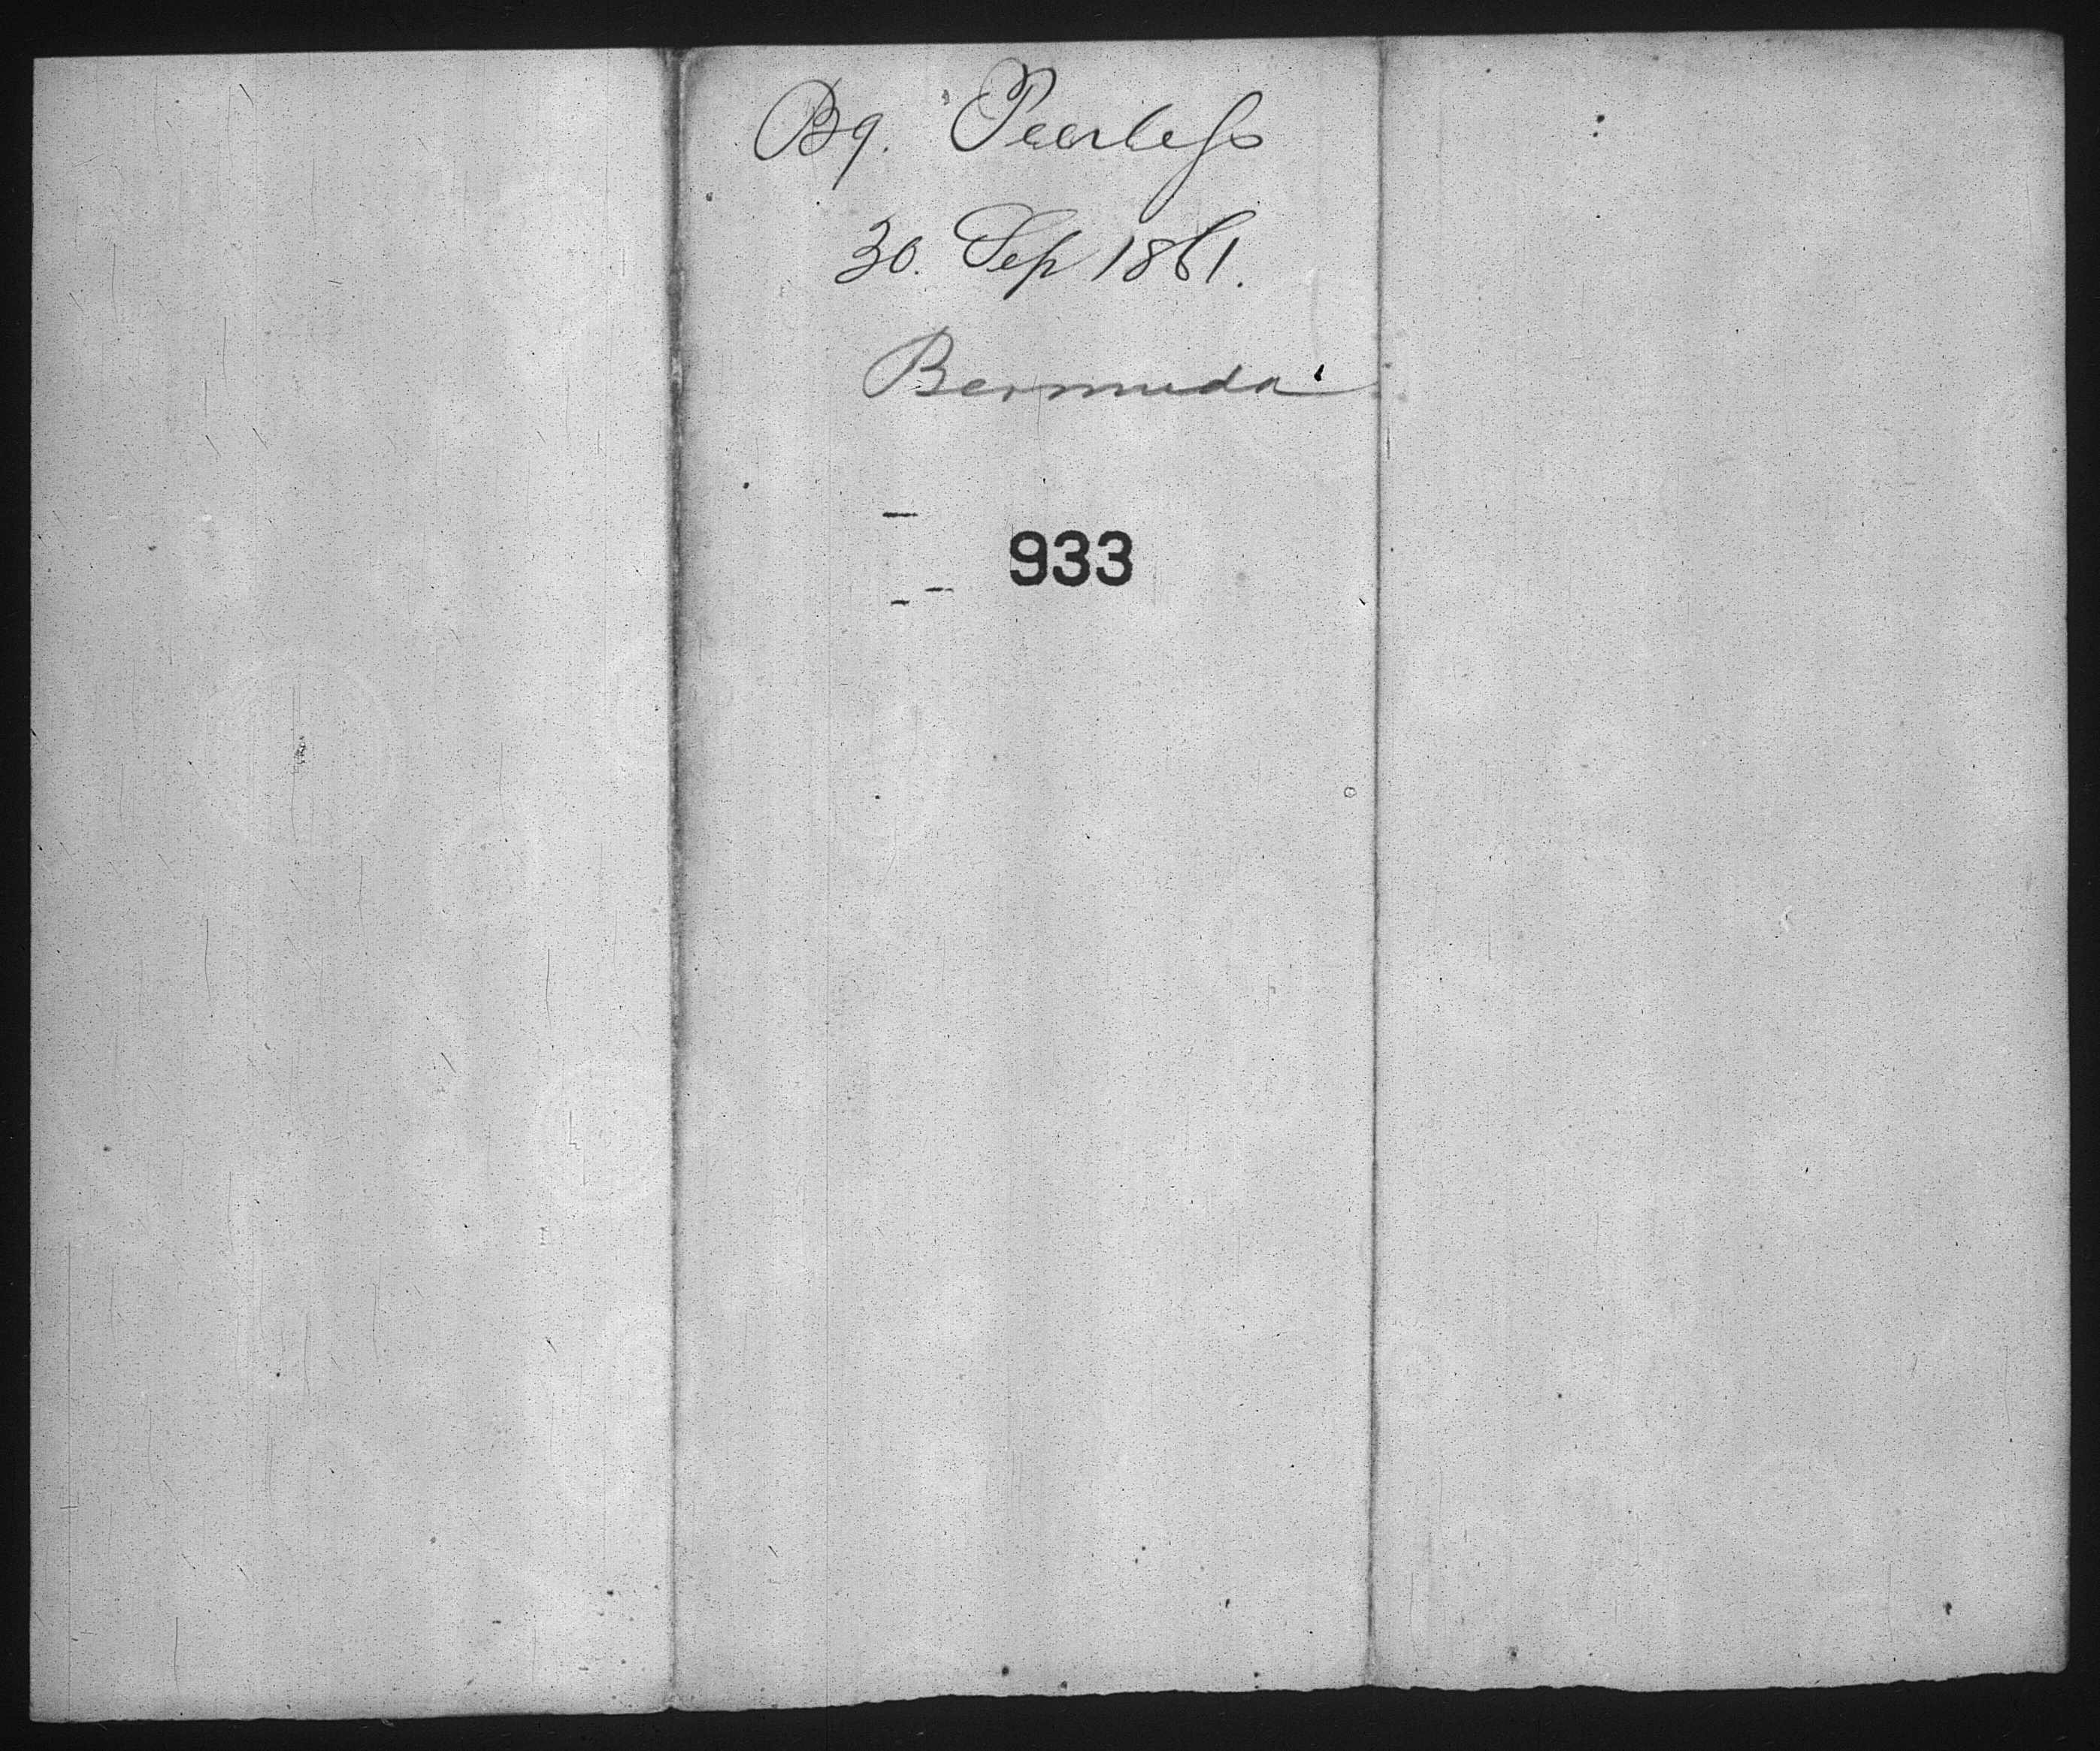 Bg. Peerless
30. Sep 1861.
Bermuda
933